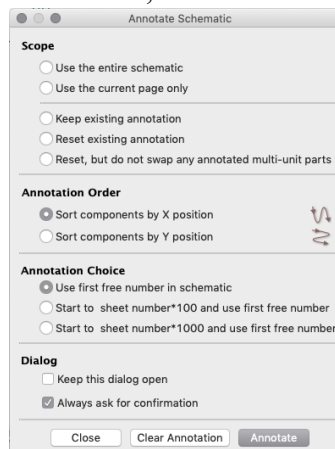 Annotate Schematic
Scope
Use the entire schematic
Use the current page only
Keep existing annotation
Reset existing annotation
Reset, but do not swap any annotated multi-unit parts
Annotation Order
Sort components by X position
Sort components by Y position
Annotation Choice
Use first free number in schematic
Start to sheet number*100 and use first free number
Start to sheet number*1000 and use first free number
Dialog
Keep this dialog open
Always ask for confirmation
Close Clear Annotation Annotate